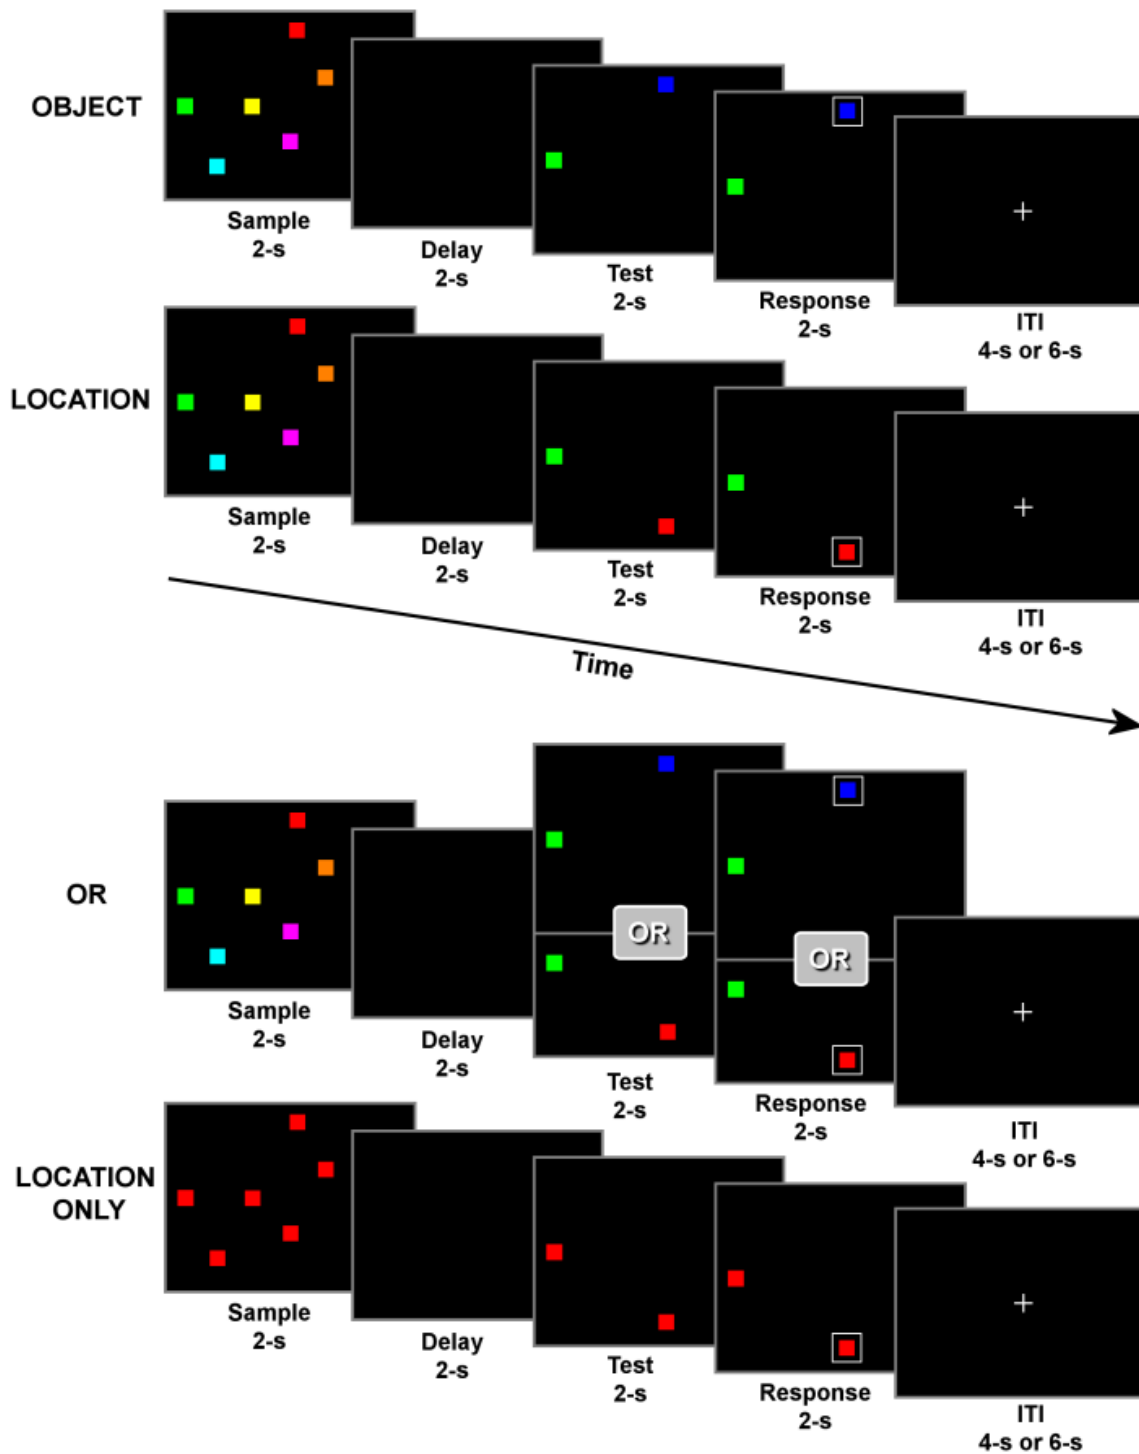 OBJECT
Sample
2-s
Delay
2-s
Test
2-s
Response
2-s
ITI
4-s or 6-s
LOCATION
Sample
2-s
Delay
2-s
Test
2-s
Response
2-s
ITI
4-s or 6-s
Time
OR
OR
OR
Sample
2-s
Delay
2-s
Test
2-s
Response
2-s
ITI
4-s or 6-s
LOCATION
ONLY
Sample
2-s
Delay
2-s
Test
2-s
Response
2-s
ITI
4-s or 6-s